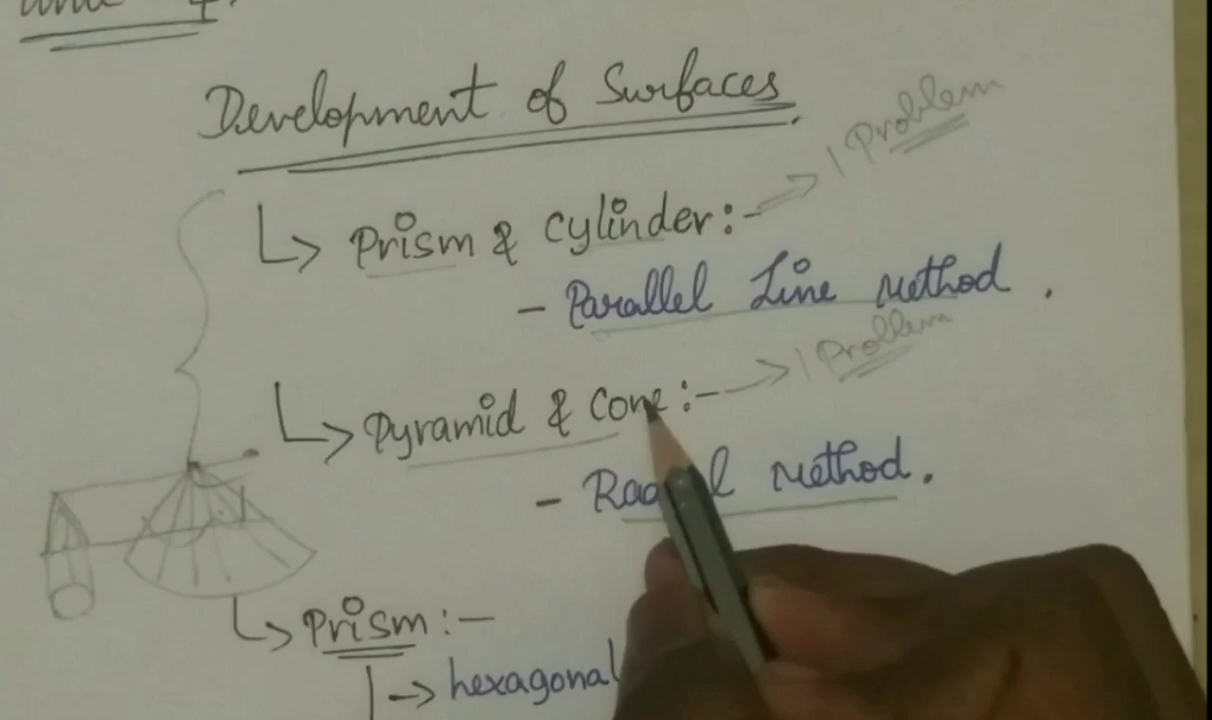 Development of Surfaces
↳ Prism & Cylinder:- → 1 Problem
- Parallel Line Method.
↳ Pyramid & Cone:- → 1 Problem
- Method.
↳ Prism:-
→ hexagonal